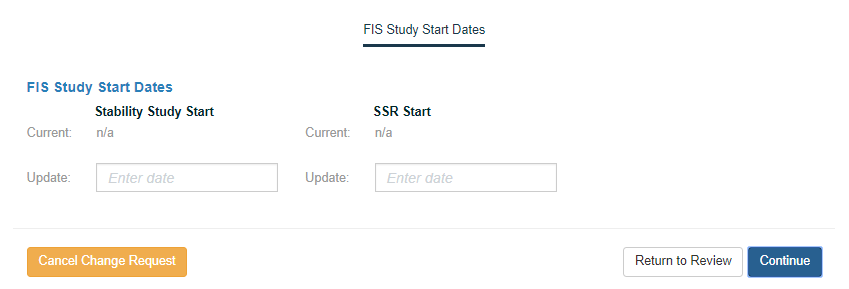 FIS Study Start Dates
FIS Study Start Dates
Stability Study Start SSR Start
Current: n/a Current: n/a
Update: Enter date Update: Enter date
Cancel Change Request Return to Review Continue